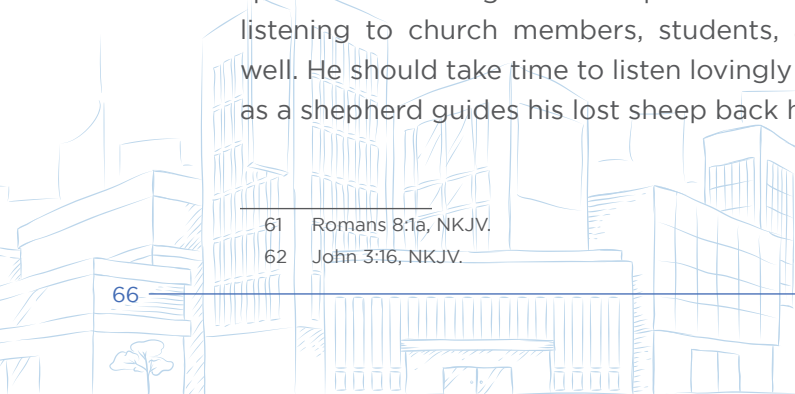 listening to church members, students,
well. He should take time to listen lovingly
as a shepherd guides his lost sheep back
61 Romans 8:1a, NKJV.
62 John 3:16, NKJV.
66